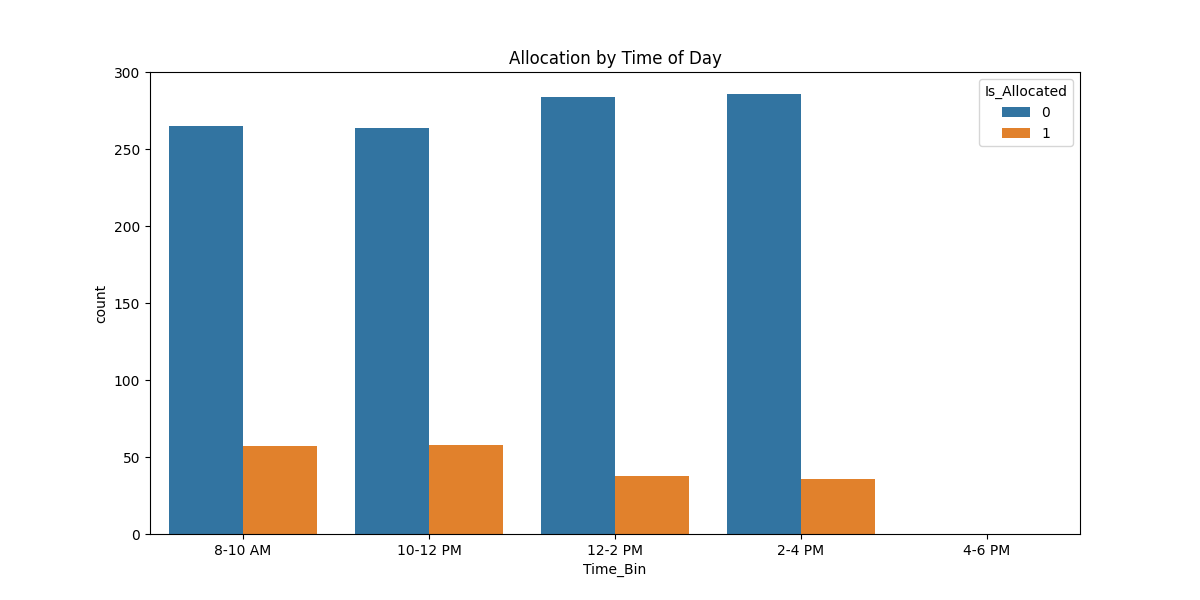 Allocation by Time of Day
300
250
200
150
100
50
0
count
Is_Allocated
0
1
8-10 AM
10-12 PM
12-2 PM
2-4 PM
4-6 PM
Time_Bin